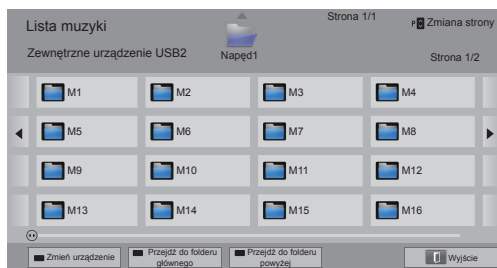 Lista muzyki
Strona 1/1
P Zmiana strony
Zewnętrzne urządzenie USB2
Napęd1
Strona 1/2
M1 M2 M3 M4
M5 M6 M7 M8
M9 M10 M11 M12
M13 M14 M15 M16
Zmień urządzenie
Przejdź do folderu
głównego
Przejdź do folderu
powyżej
Wyjście